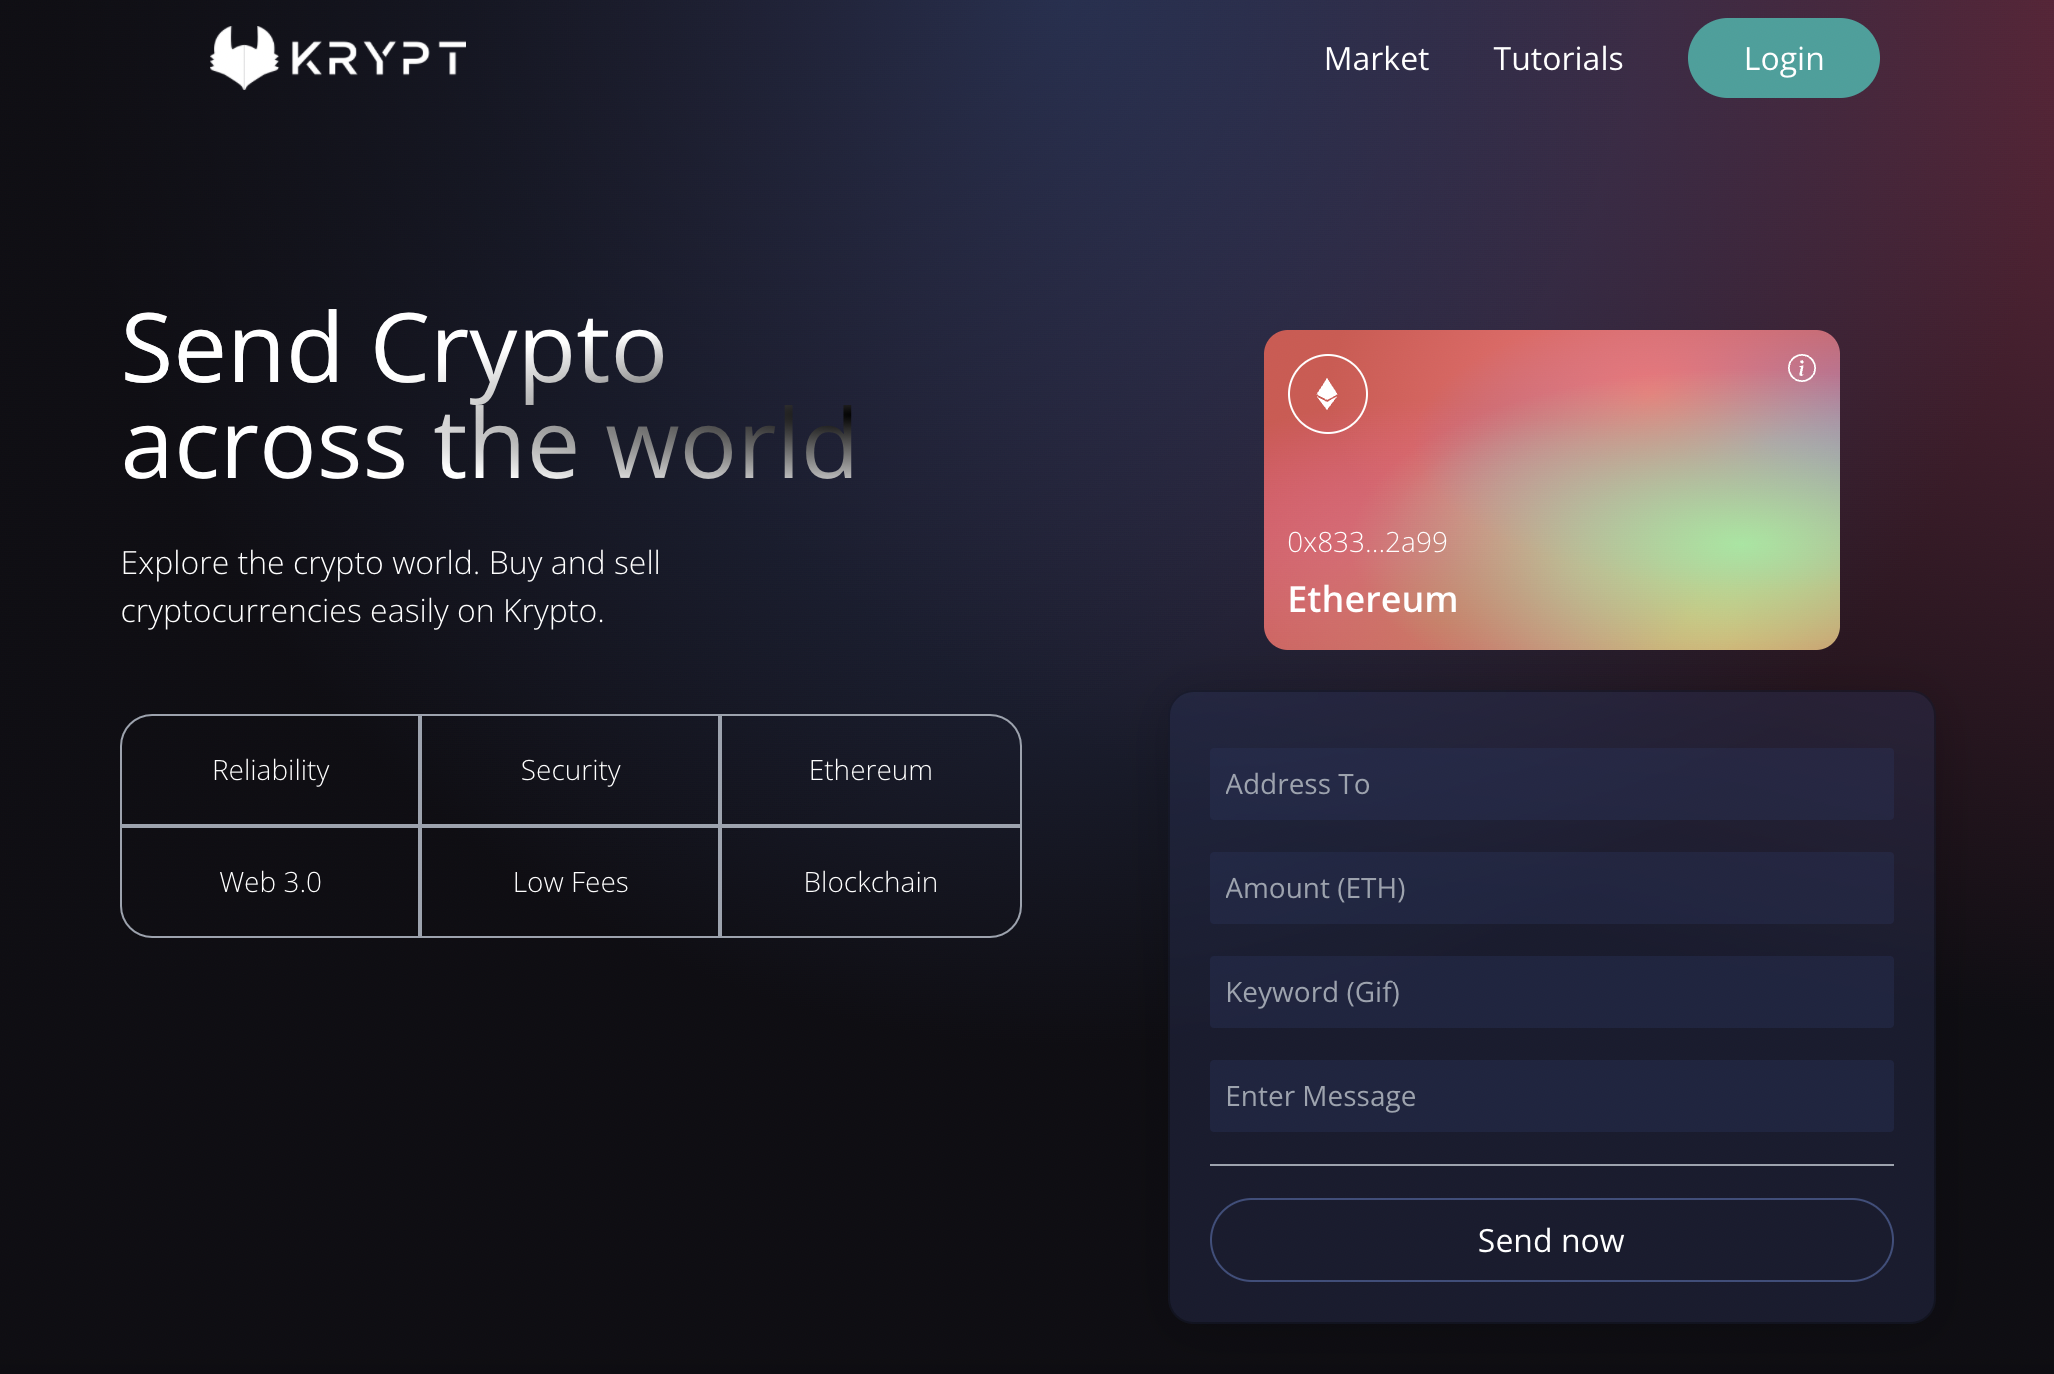 KRYPT
Market
Tutorials
Login
Send Crypto
across the world
Explore the crypto world. Buy and sell
cryptocurrencies easily on Krypto.
Reliability
Security
Ethereum
Web 3.0
Low Fees
Blockchain
0x833...2a99
Ethereum
Address To
Amount (ETH)
Keyword (Gif)
Enter Message
Send now